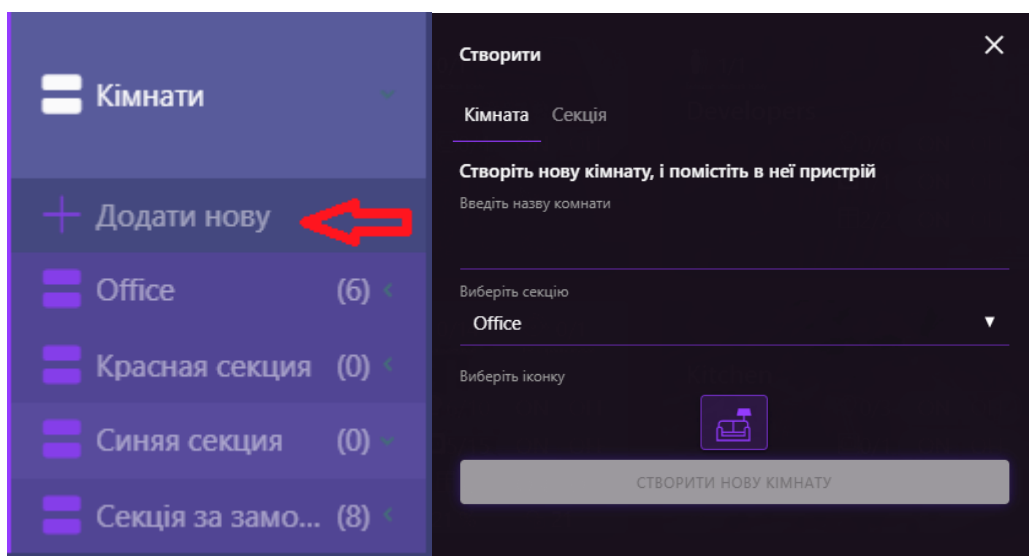 Кімнати
Додати нову
Office (6)
Красная секция (0)
Синяя секция (0)
Секція за замо... (8)
Створити
Кімната Секція
Створіть нову кімнату, і помістіть в неї пристрій
Введіть назву комнати
Виберіть секцію
Office
Виберіть іконку
СТВОРИТИ НОВУ КІМНАТУ